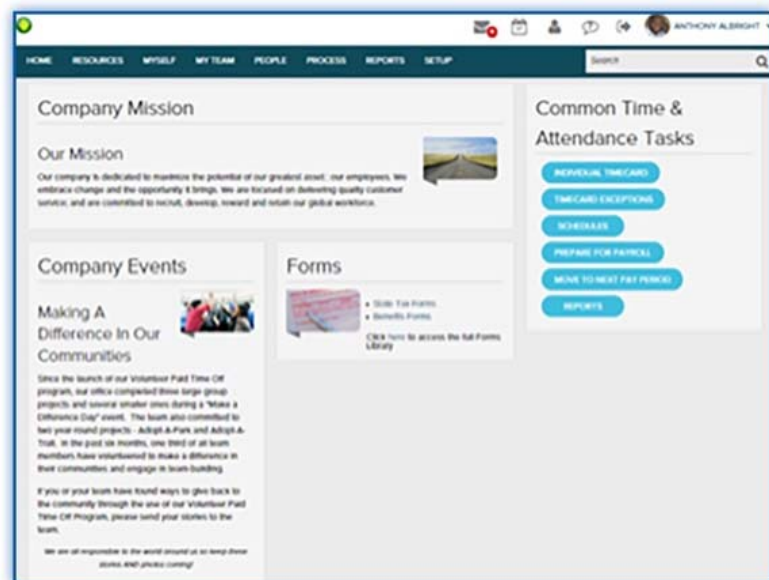 ANTHONY ALBRIGHT
HOME RESOURCES MYSELF MY TEAM PEOPLE PROCESS REPORTS SETUP
Search
Company Mission
Our Mission
Our company is dedicated to maximize the potential of our greatest asset: our employees. We
embrace change and the opportunity it brings. We are focused on delivering quality customer
service; and are committed to recruit, develop, reward and retain our global workforce.
Common Time &
Attendance Tasks
INDIVIDUAL TIMECARD
TIMECARD EXCEPTIONS
SCHEDULES
PREPARE FOR PAYROLL
MOVE TO NEXT PAY PERIOD
REPORTS
Company Events
Making A
Difference In Our
Communities
Since the launch of our Volunteer Paid Time Off
program, our office completed three large group
projects and several smaller ones during a "Make a
Difference Day" event. The team also committed to
two year-round projects - Adopt-A-Park and Adopt-A-
Trail. In the past six months, one third of all team
members have volunteered to make a difference in
their communities and engage in team-building.
If you or your team have found ways to give back to
the community through the use of our Volunteer Paid
Time Off Program, please send your stories to the
team.
We are all responsible to the world around us so keep those
stories AND photos coming!
Forms
• State Tax Forms
• Benefits Forms
Click here to access the full Forms
Library